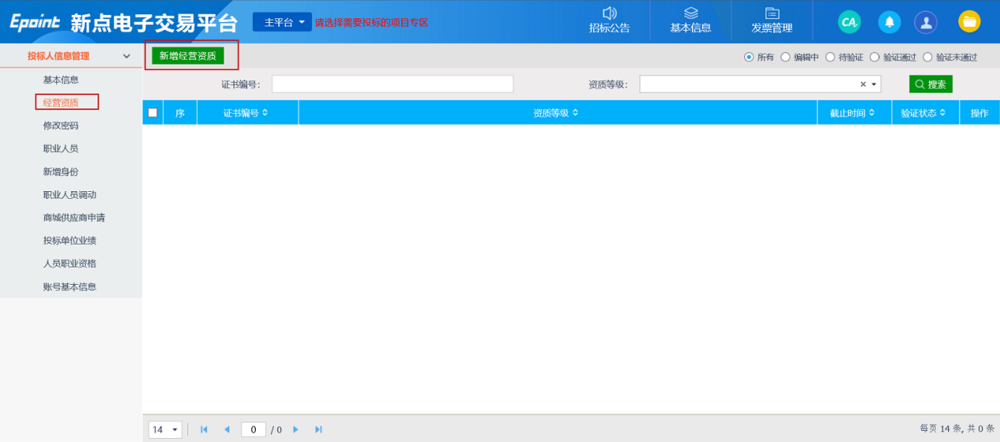 Epoint 新点电子交易平台 主平台 请选择需要投标的项目专区 招标公告 基本信息 发票管理 CA
投标人信息管理
基本信息
经营资质
修改密码
职业人员
新增身份
职业人员调动
商城供应商申请
投标单位业绩
人员职业资格
账号基本信息
新增经营资质 所有 编辑中 待验证 验证通过 验证未通过
证书编号: 资质等级: 搜索
序 证书编号 资质等级 截止时间 验证状态 操作
14 0 / 0 每页 14 条, 共 0 条